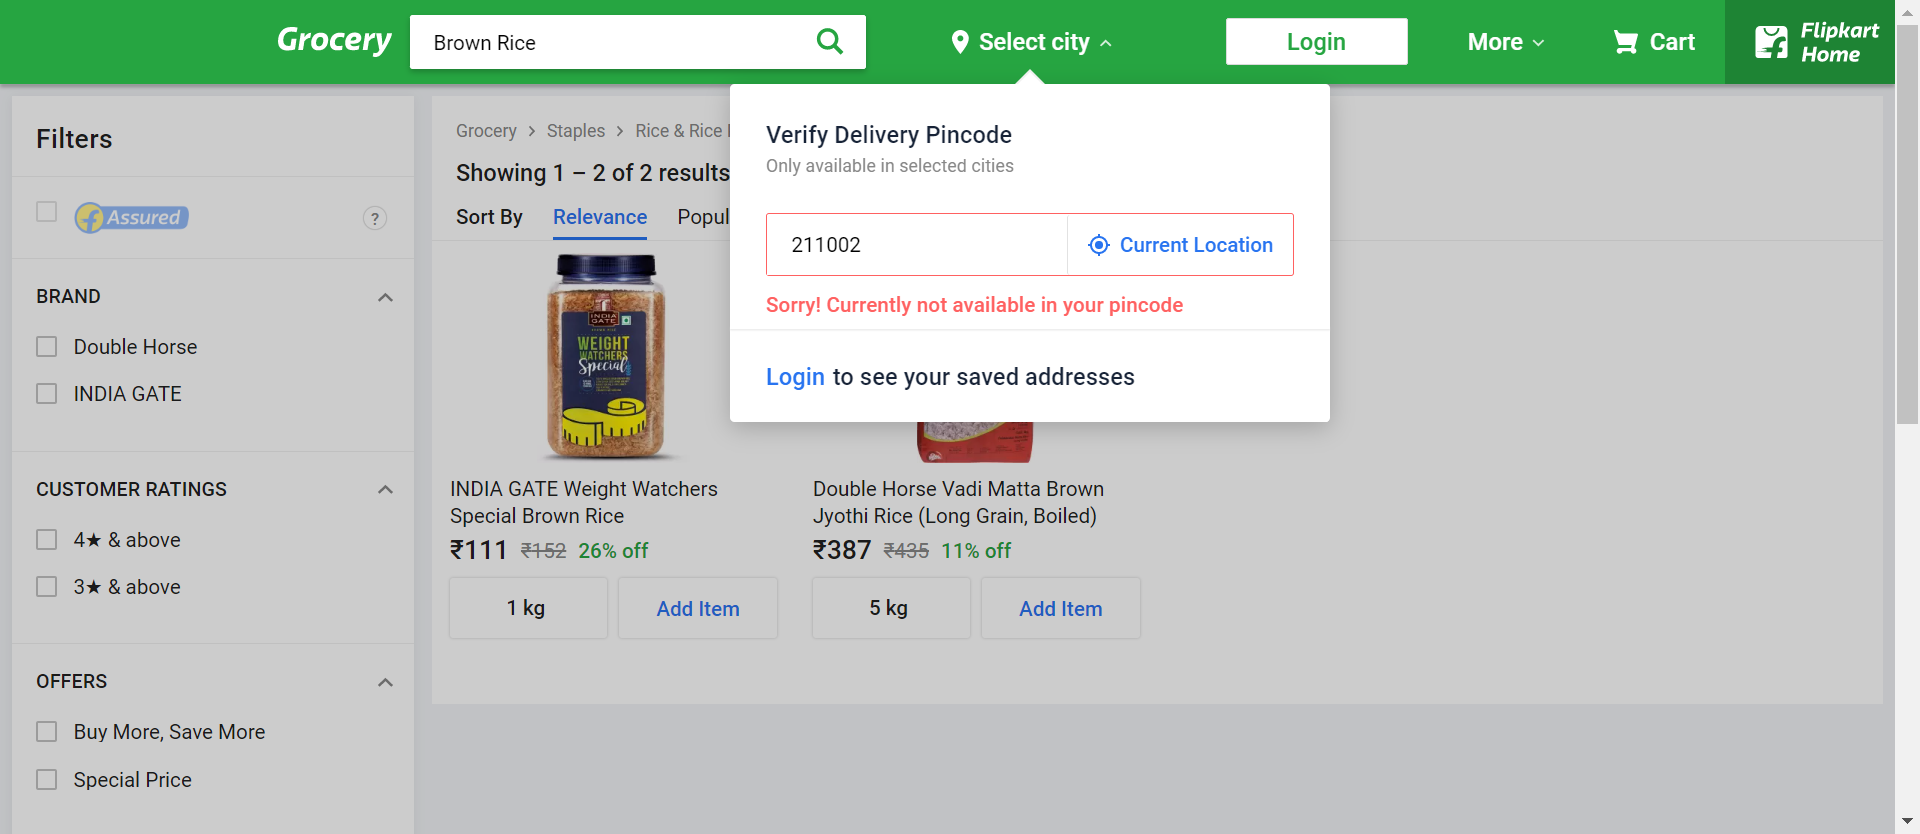 Grocery
Brown Rice
Select city
Login
More
Cart
Flipkart
Home
Filters
Assured
?
BRAND
Double Horse
INDIA GATE
CUSTOMER RATINGS
4★ & above
3★ & above
OFFERS
Buy More, Save More
Special Price
Grocery > Staples > Rice & Rice
Showing 1 – 2 of 2 results
Sort By Relevance Popul
Verify Delivery Pincode
Only available in selected cities
211002
Current Location
Sorry! Currently not available in your pincode
Login to see your saved addresses
INDIA
GATE
WEIGHT
WATCHERS
Special
INDIA GATE Weight Watchers
Special Brown Rice
₹111 ₹152 26% off
1 kg
Add Item
Double Horse Vadi Matta Brown
Jyothi Rice (Long Grain, Boiled)
₹387 ₹435 11% off
5 kg
Add Item